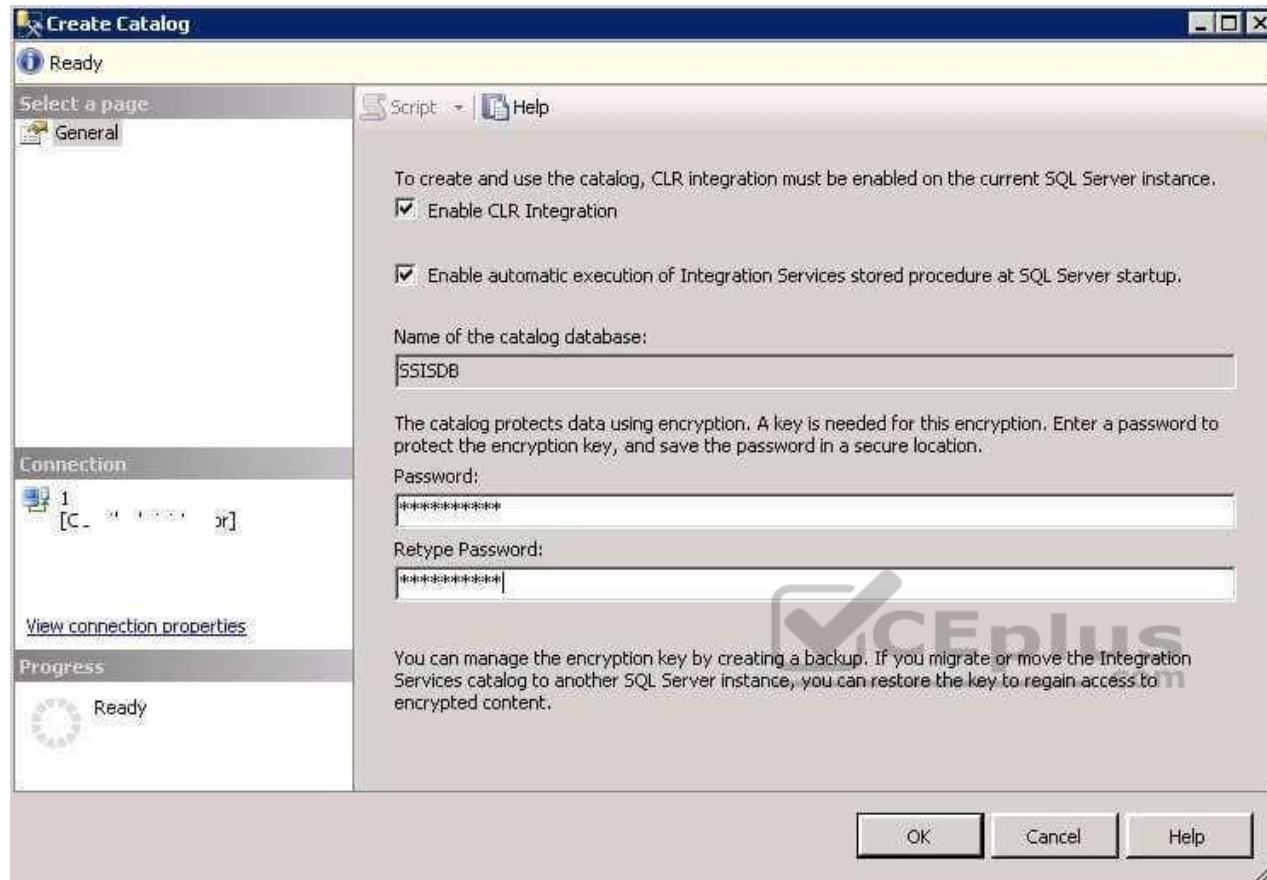 Create Catalog
Ready
Select a page
General
Script
Help
To create and use the catalog, CLR integration must be enabled on the current SQL Server instance.
Enable CLR Integration
Enable automatic execution of Integration Services stored procedure at SQL Server startup.
Name of the catalog database:
SSISDB
The catalog protects data using encryption. A key is needed for this encryption. Enter a password to
protect the encryption key, and save the password in a secure location.
Password:
**********
Retype Password:
**********
You can manage the encryption key by creating a backup. If you migrate or move the Integration
Services catalog to another SQL Server instance, you can restore the key to regain access to
encrypted content.
Connection
1
View connection properties
Progress
Ready
CEplus
OK
Cancel
Help